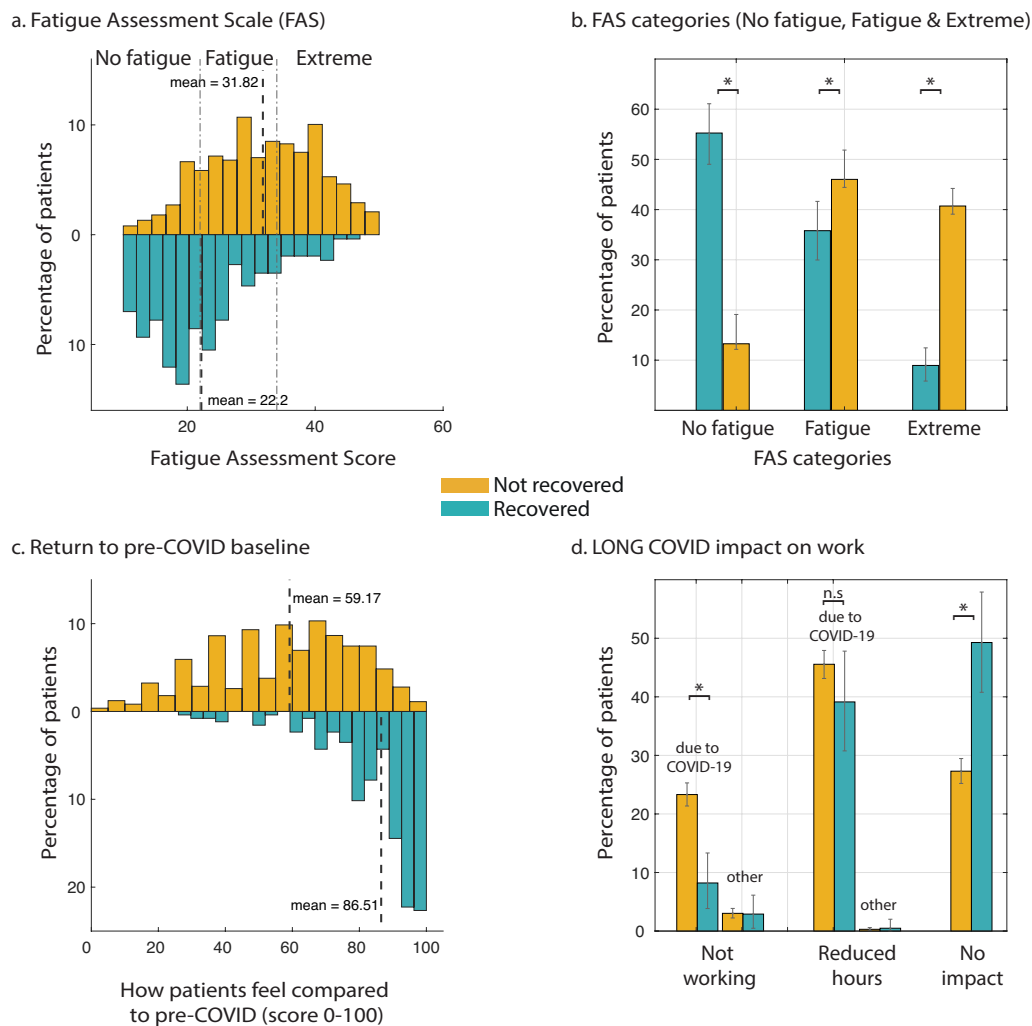 a. Fatigue Assessment Scale (FAS)
No fatigue Fatigue Extreme
mean = 31.82
10
0
10
Percentage of patients
Percentage of patients
mean = 22.2
20 40 60
Fatigue Assessment Score
b. FAS categories (No fatigue, Fatigue & Extreme)
* * *
60
50
40
30
20
10
Percentage of patients
No fatigue Fatigue Extreme
FAS categories
Not recovered
Recovered
c. Return to pre-COVID baseline
mean = 59.17
10
0
10
20
Percentage of patients
Percentage of patients
mean = 86.51
0 20 40 60 80 100
How patients feel compared
to pre-COVID (score 0-100)
d. LONG COVID impact on work
n.s
due to
COVID-19
*
*
due to
COVID-19
other
other
50
40
30
20
10
0
Percentage of patients
Not
working
Reduced
hours
No
impact